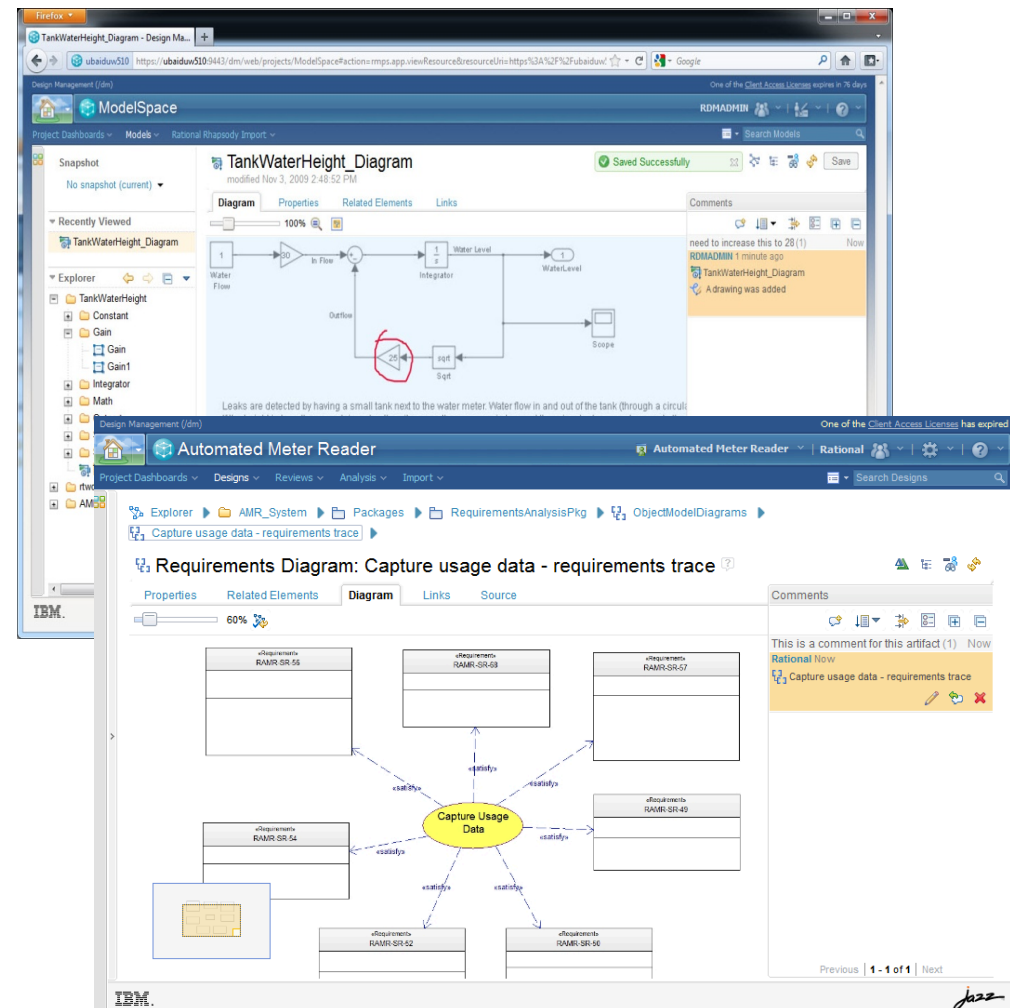 Firefox
TankWaterHeight_Diagram - Design Ma...
ubaiduw510 https://ubaiduw510:9443/dm/web/projects/ModelSpace#action=mmps.app.viewResource&resourceUri=https%3A%2F%2Fubaiduw! Google
Design Management (/dm) One of the Client Access Licenses expires in 76 days
ModelSpace RDMADMIN
Project Dashboards Models Rational Rhapsody Import Search Models
Snapshot
No snapshot (current)
Recently Viewed
TankWaterHeight_Diagram
Explorer
TankWaterHeight
Constant
Gain
Gain
Gain1
Integrator
Math
TankWaterHeight_Diagram
modified Nov 3, 2009 2:48:52 PM
Saved Successfully Save
Diagram Properties Related Elements Links
100%
1
Water
Flow
30
In Flow
1
s
Integrator
Water Level
1
WaterLevel
Outflow
25
sqrt
Sqrt
Scope
Leaks are detected by having a small tank next to the water meter. Water flow in and out of the tank (through a circula
Comments
need to increase this to 28 (1) Now
RDMADMIN 1 minute ago
TankWaterHeight_Diagram
A drawing was added
IBM.
Design Management (/dm) One of the Client Access Licenses has expired
Automated Meter Reader Automated Meter Reader Rational
Project Dashboards Designs Reviews Analysis Import Search Designs
Explorer AMR_System Packages RequirementsAnalysisPkg ObjectModelDiagrams
Capture usage data - requirements trace
Requirements Diagram: Capture usage data - requirements trace
Properties Related Elements Diagram Links Source
60%
«Requirement»
RAMR-SR-56
«Requirement»
RAMR-SR-68
«Requirement»
RAMR-SR-57
«satisfy»
«satisfy»
«satisfy»
Capture Usage
Data
«Requirement»
RAMR-SR-49
«satisfy»
«Requirement»
RAMR-SR-54
«satisfy»
«satisfy» «satisfy»
«Requirement»
RAMR-SR-52
«Requirement»
RAMR-SR-50
Comments
This is a comment for this artifact (1) Now
Rational Now
Capture usage data - requirements trace
Previous 1 - 1 of 1 Next
IBM.
jazz